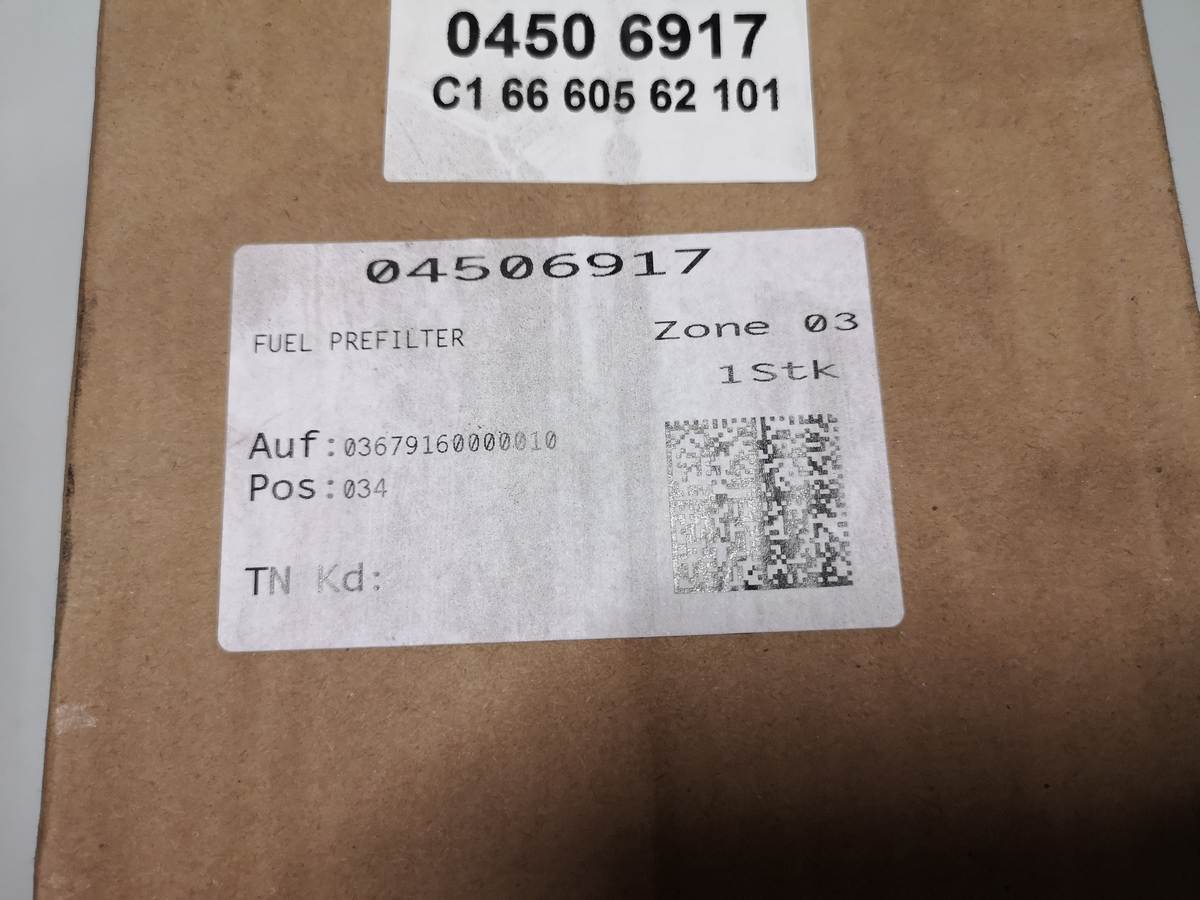 0450 6917
C1 66 605 62 101
04506917
FUEL PREFILTER
Zone 03
1Stk
Auf:03679160000010
Pos:034
TN Kd: